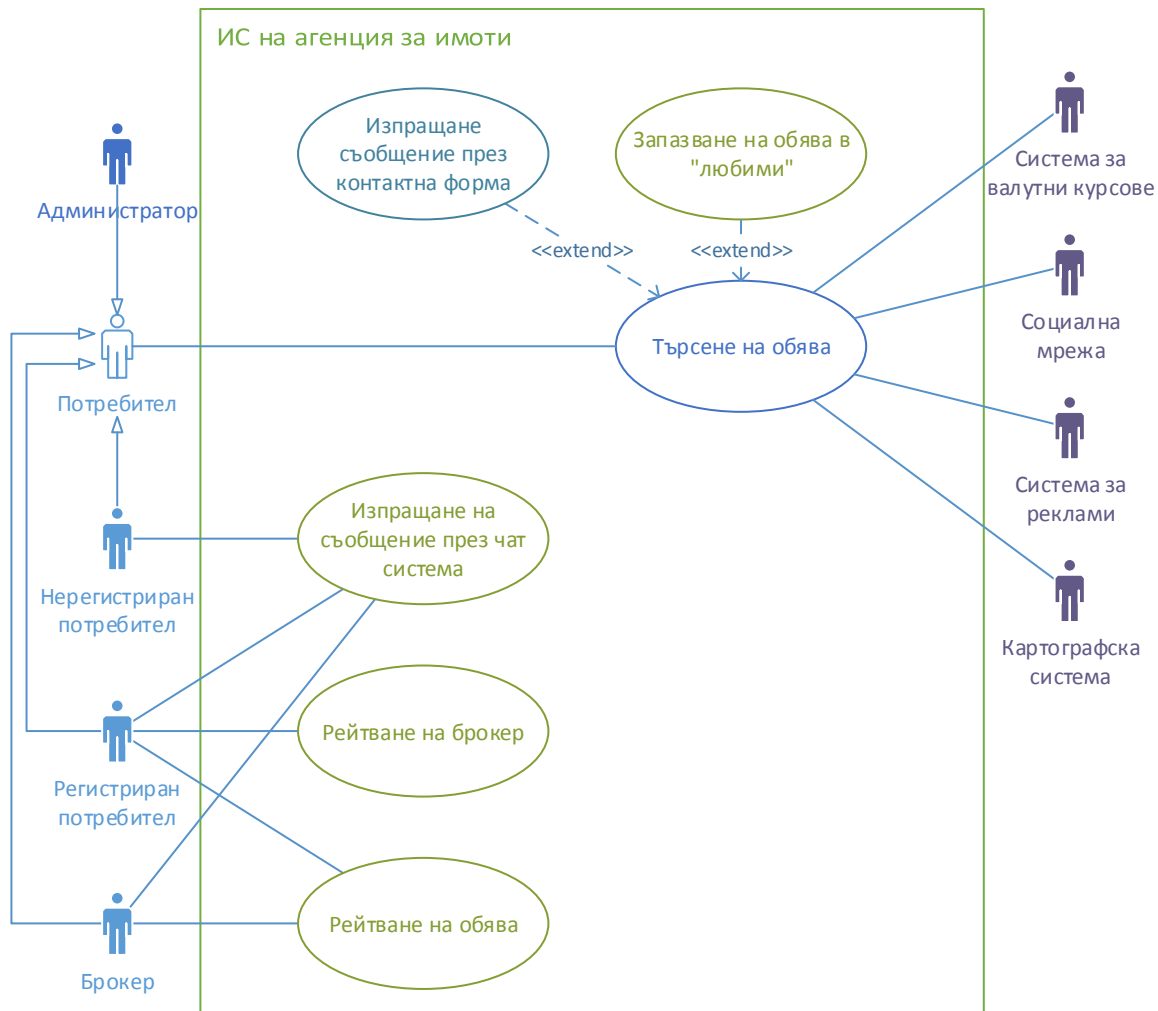 ИС на агенция за имоти
Изпращане
съобщение през
контактна форма
Запазване на обява в
"любими"
<<extend>>
<<extend>>
Търсене на обява
Администратор
Потребител
Нерегистриран
потребител
Регистриран
потребител
Брокер
Изпращане на
съобщение през чат
система
Рейтване на брокер
Рейтване на обява
Система за
валутни курсове
Социална
мрежа
Система за
реклами
Картографска
система